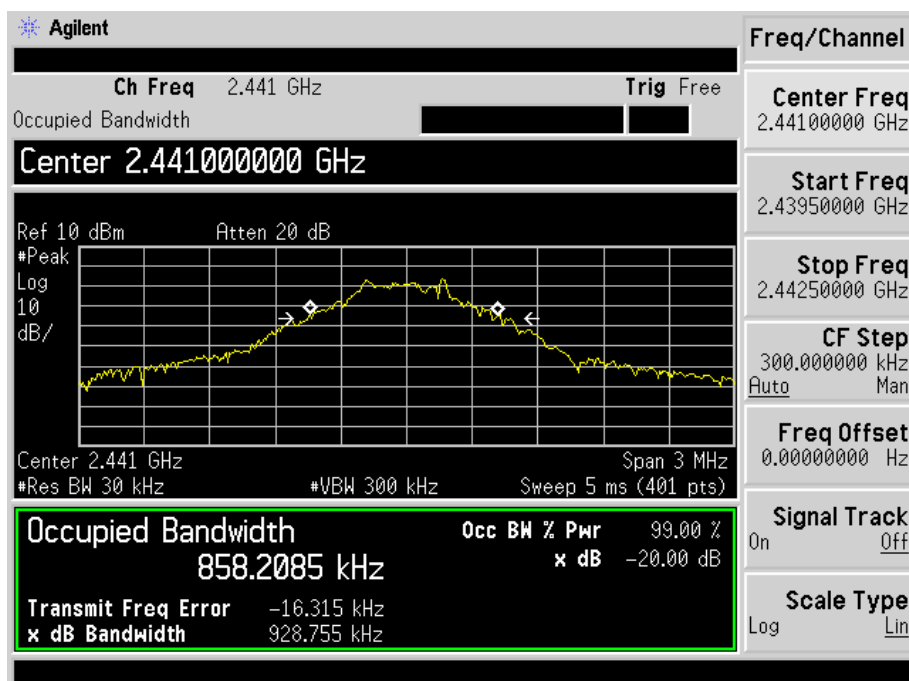 Agilent
Freq/Channel
Ch Freq 2.441 GHz Trig Free
Occupied Bandwidth
Center 2.441000000 GHz
Ref 10 dBm Atten 20 dB
#Peak
Log
10
dB/
Center 2.441 GHz Span 3 MHz
#Res BW 30 kHz #VBW 300 kHz Sweep 5 ms (401 pts)
Occupied Bandwidth Occ BW % Pwr 99.00 %
858.2085 kHz x dB -20.00 dB
Transmit Freq Error -16.315 kHz
x dB Bandwidth 928.755 kHz
Center Freq
2.44100000 GHz
Start Freq
2.43950000 GHz
Stop Freq
2.44250000 GHz
CF Step
300.000000 kHz
Auto Man
Freq Offset
0.00000000 Hz
Signal Track
On Off
Scale Type
Log Lin